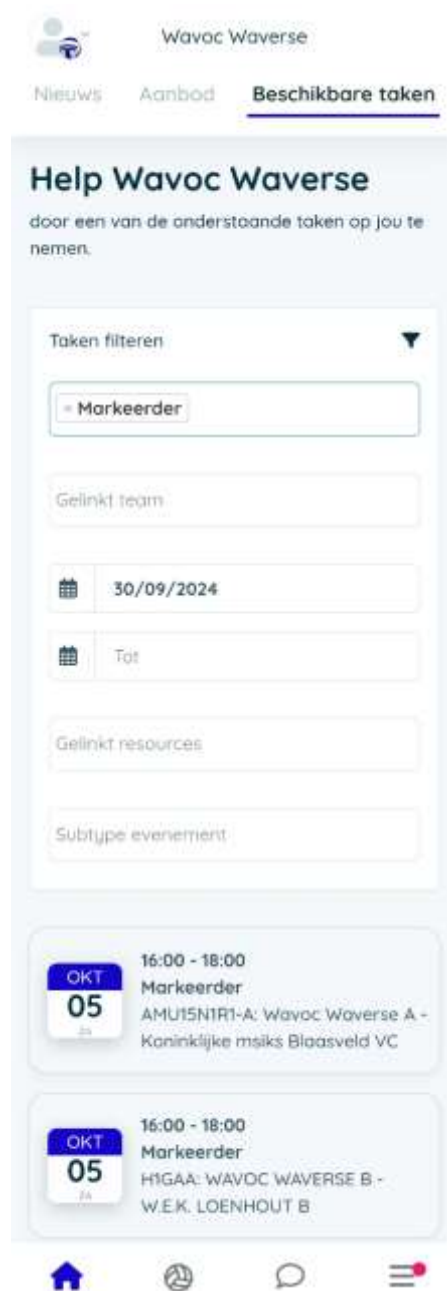 Wavoc Waverse
Nieuws Aanbod Beschikbare taken
Help Wavoc Waverse
door een van de onderstaande taken op jou te
nemen.
Taken filteren
× Markeerder
Gelinkt team
30/09/2024
Tot
Gelinkt resources
Subtype evenement
16:00 - 18:00
OKT
Markeerder
05
AMU15N1R1-A: Wavoc Waverse A -
Koninklijke msiks Blaasveld VC
16:00 - 18:00
OKT
Markeerder
05
H1GAA: WAVOC WAVERSE B -
W.E.K. LOENHOUT B